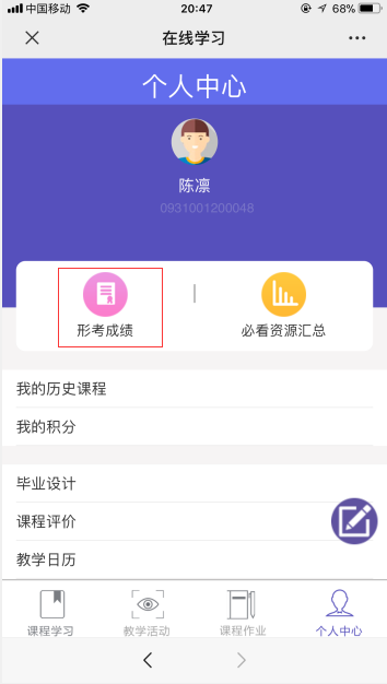 中国移动 20:47 68%
在线学习
个人中心
陈凛
0931001200048
形考成绩 必看资源汇总
我的历史课程
我的积分
毕业设计
课程评价
教学日历
课程学习 教学活动 课程作业 个人中心